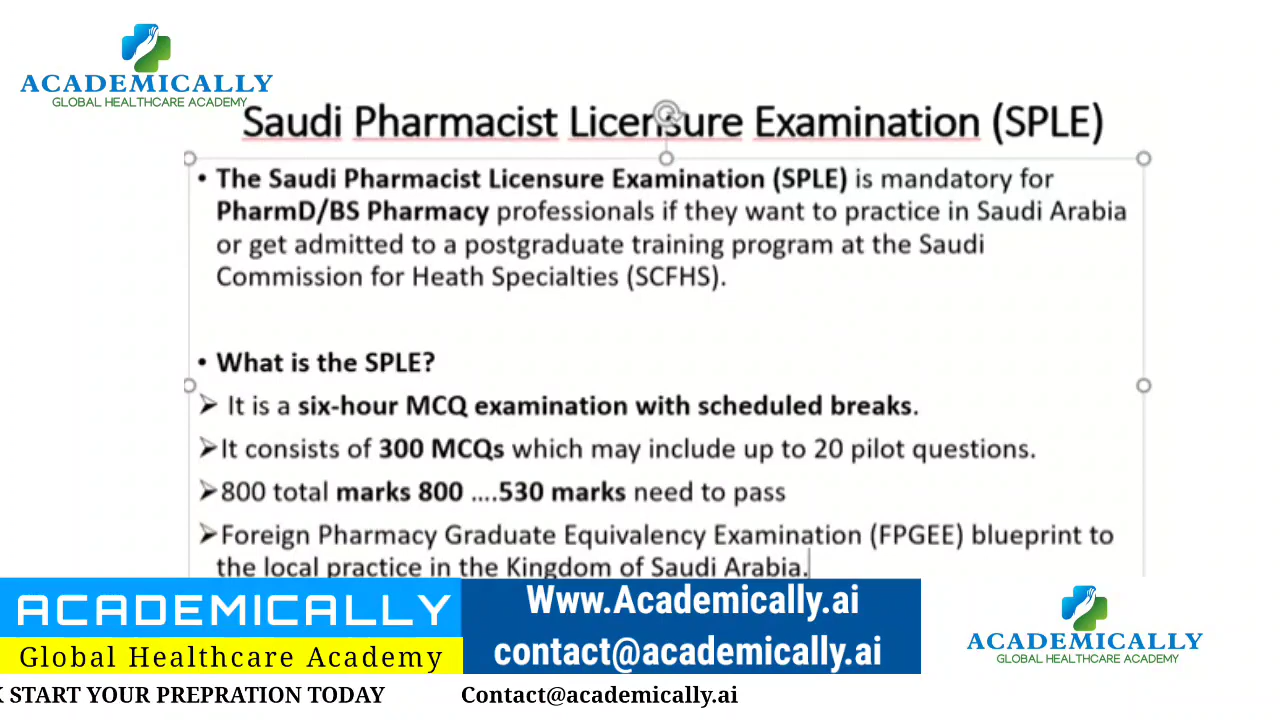 ACADEMICALLY
GLOBAL HEALTHCARE ACADEMY
Saudi Pharmacist Licensure Examination (SPLE)
• The Saudi Pharmacist Licensure Examination (SPLE) is mandatory for
PharmD/BS Pharmacy professionals if they want to practice in Saudi Arabia
or get admitted to a postgraduate training program at the Saudi
Commission for Heath Specialties (SCFHS).
• What is the SPLE?
➢ It is a six-hour MCQ examination with scheduled breaks.
➢It consists of 300 MCQs which may include up to 20 pilot questions.
➢800 total marks 800 ....530 marks need to pass
➢Foreign Pharmacy Graduate Equivalency Examination (FPGEE) blueprint to
the local practice in the Kingdom of Saudi Arabia.
ACADEMICALLY
Global Healthcare Academy
Www.Academically.ai
contact@academically.ai
ACADEMICALLY
GLOBAL HEALTHCARE ACADEMY
K START YOUR PREPRATION TODAY Contact@academically.ai